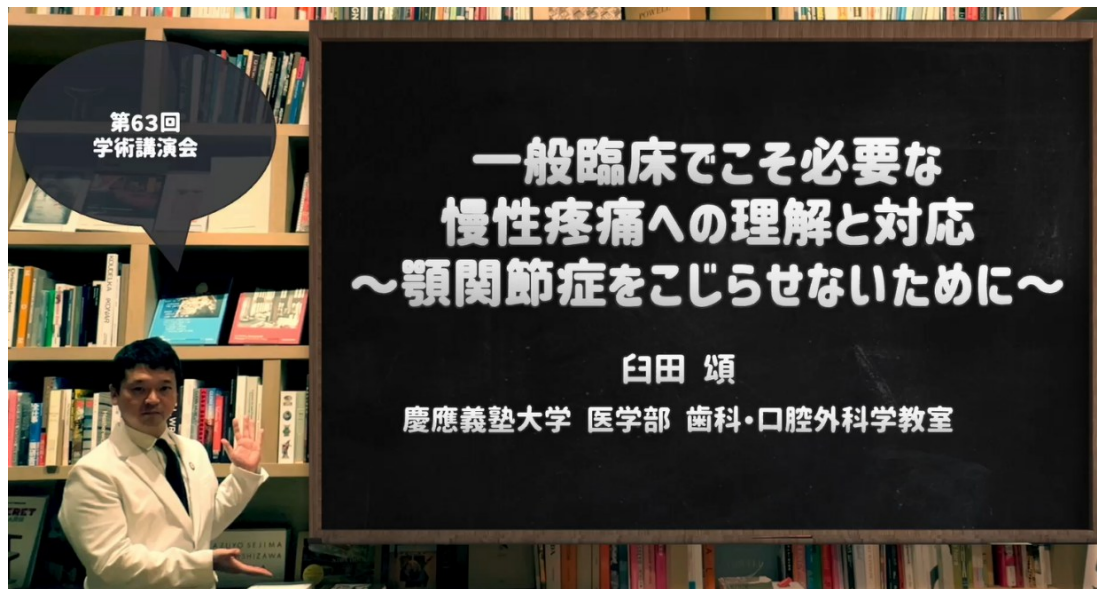 第63回
学術講演会
一般臨床でこそ必要な
慢性疼痛への理解と対応
～顎関節症をこじらせないために～
臼田 頌
慶應義塾大学 医学部 歯科・口腔外科学教室